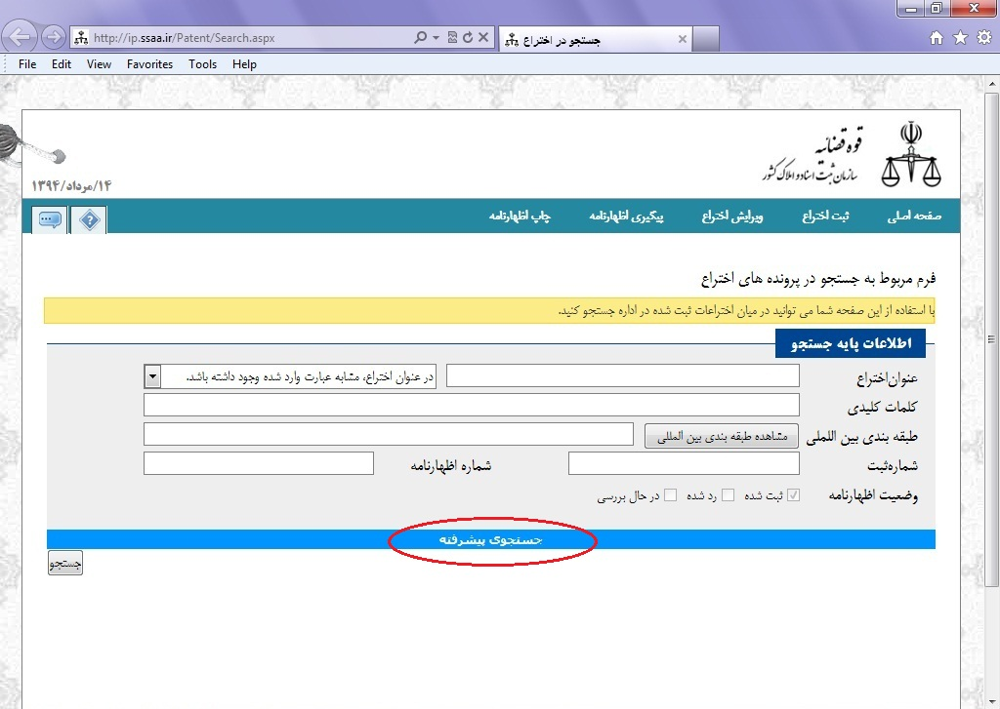 http://ip.ssaa.ir/Patent/Search.aspx
جستجو در اختراع
File Edit View Favorites Tools Help
قوه قضائیه
سازمان ثبت اسناد و املاک کشور
۱۴/مرداد/۱۳۹۴
صفحه اصلی ثبت اختراع ویرایش اختراع پیگیری اظهارنامه چاپ اظهارنامه
فرم مربوط به جستجو در پرونده های اختراع
با استفاده از این صفحه شما می توانید در میان اختراعات ثبت شده در اداره جستجو کنید.
اطلاعات پایه جستجو
عنوان‌اختراع در عنوان اختراع، مشابه عبارت وارد شده وجود داشته باشد.
کلمات کلیدی
طبقه بندی بین اللملی مشاهده طبقه بندی بین المللی
شماره‌ثبت شماره اظهارنامه
وضعیت اظهارنامه ثبت شده رد شده در حال بررسی
جستجوی پیشرفته
جستجو